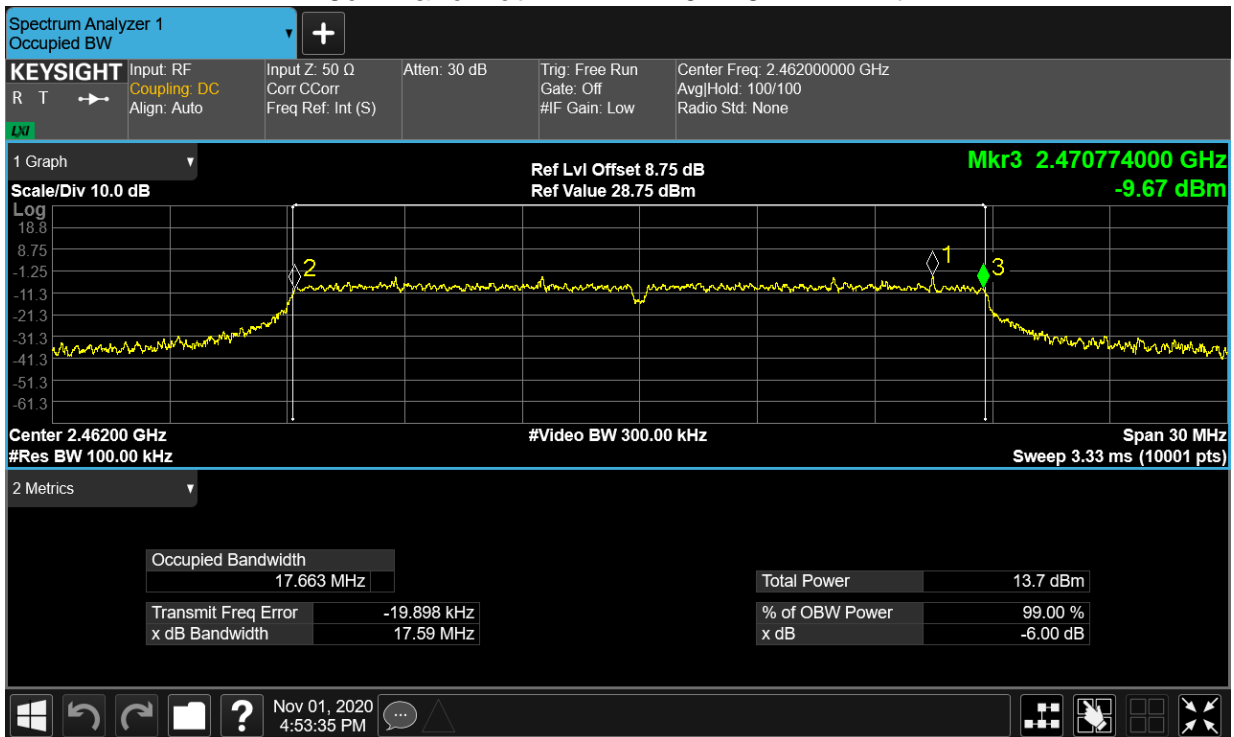 Spectrum Analyzer 1
Occupied BW
+
KEYSIGHT
R T
LXI
Input: RF
Coupling: DC
Align: Auto
Input Z: 50 Ω
Corr CCorr
Freq Ref: Int (S)
Atten: 30 dB
Trig: Free Run
Gate: Off
#IF Gain: Low
Center Freq: 2.462000000 GHz
Avg|Hold: 100/100
Radio Std: None
1 Graph
Scale/Div 10.0 dB
Ref Lvl Offset 8.75 dB
Ref Value 28.75 dBm
Mkr3 2.470774000 GHz
-9.67 dBm
Log
18.8
8.75
-1.25
-11.3
-21.3
-31.3
-41.3
-51.3
-61.3
2
1
3
Center 2.46200 GHz
#Res BW 100.00 kHz
#Video BW 300.00 kHz
Span 30 MHz
Sweep 3.33 ms (10001 pts)
2 Metrics
Occupied Bandwidth
17.663 MHz
Transmit Freq Error -19.898 kHz
x dB Bandwidth 17.59 MHz
Total Power 13.7 dBm
% of OBW Power 99.00 %
x dB -6.00 dB
?
Nov 01, 2020
4:53:35 PM